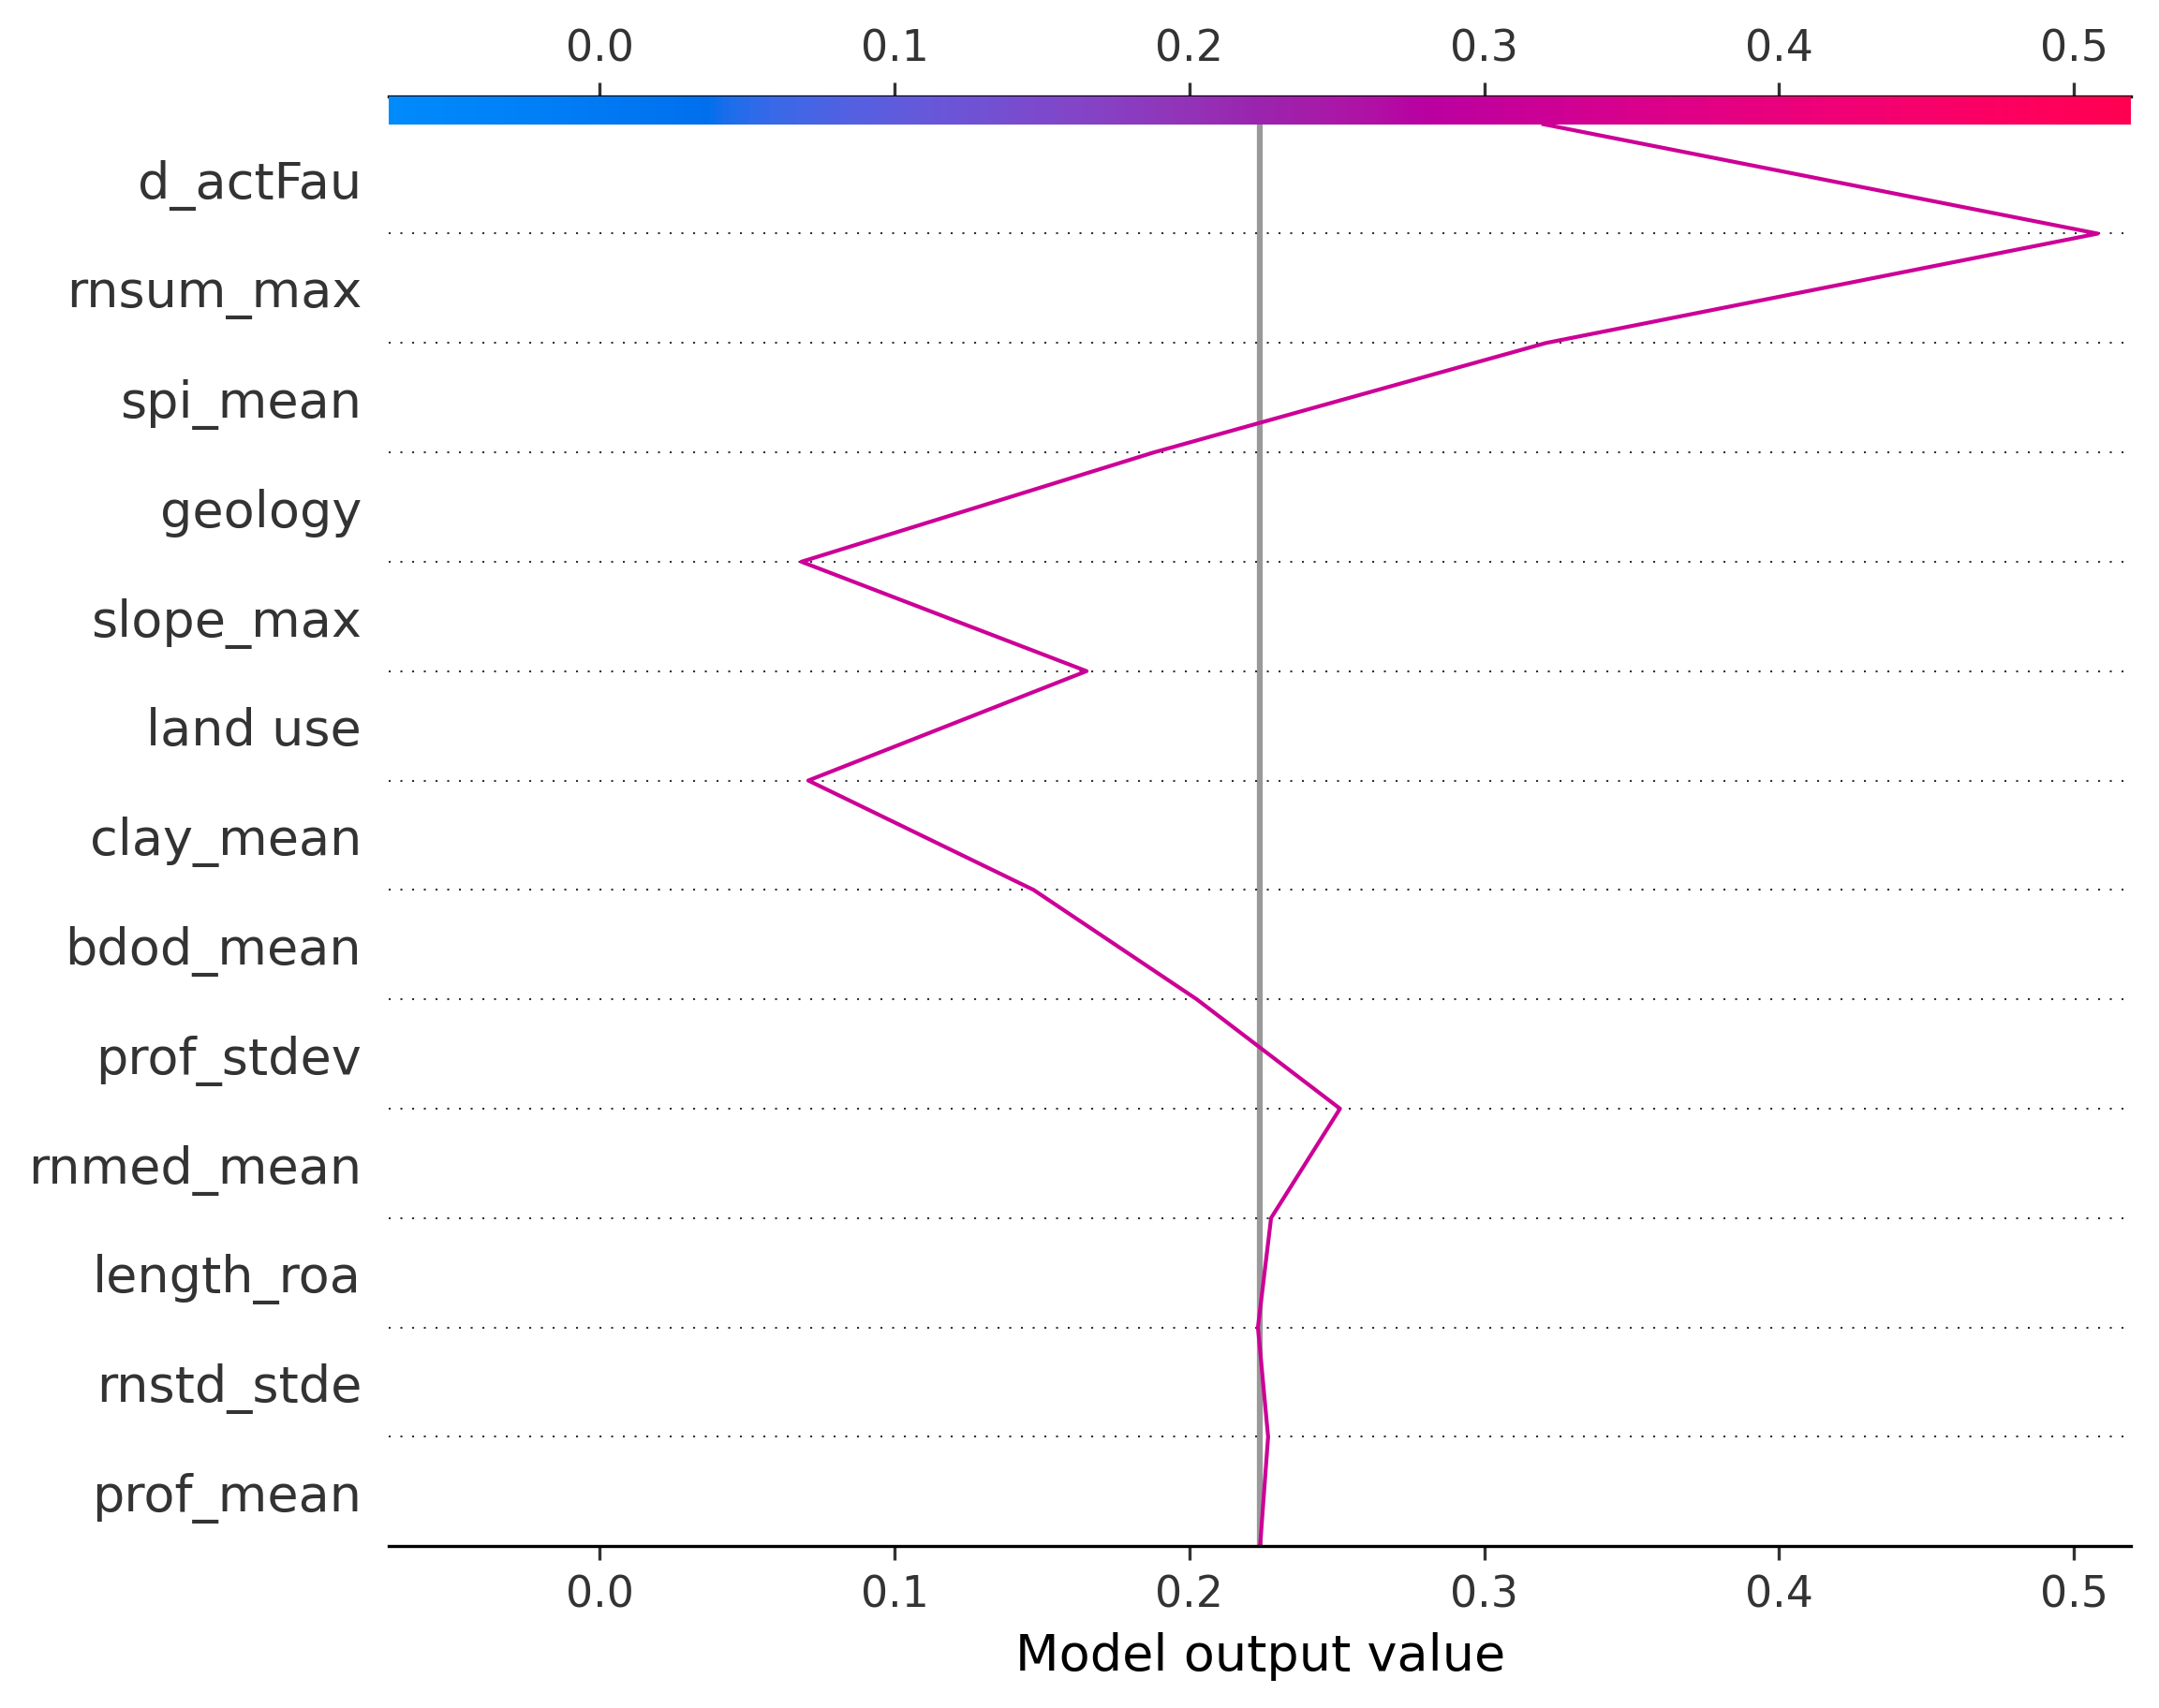 0.0 0.1 0.2 0.3 0.4 0.5
d_actFau
rnsum_max
spi_mean
geology
slope_max
land use
clay_mean
bdod_mean
prof_stdev
rnmed_mean
length_roa
rnstd_stde
prof_mean
0.0 0.1 0.2 0.3 0.4 0.5
Model output value